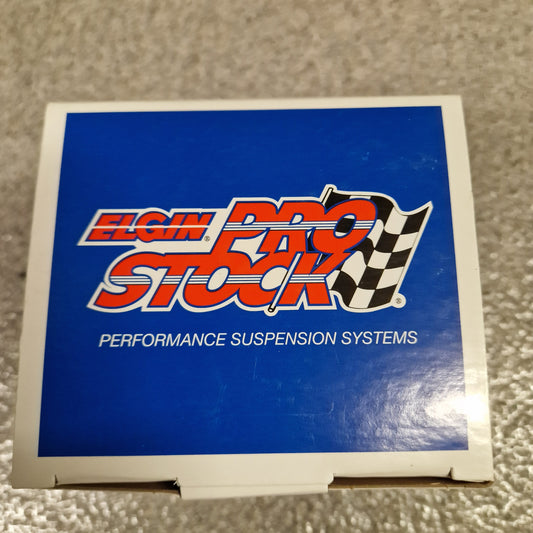 ELGIN® PRO
STOCK®
PERFORMANCE SUSPENSION SYSTEMS